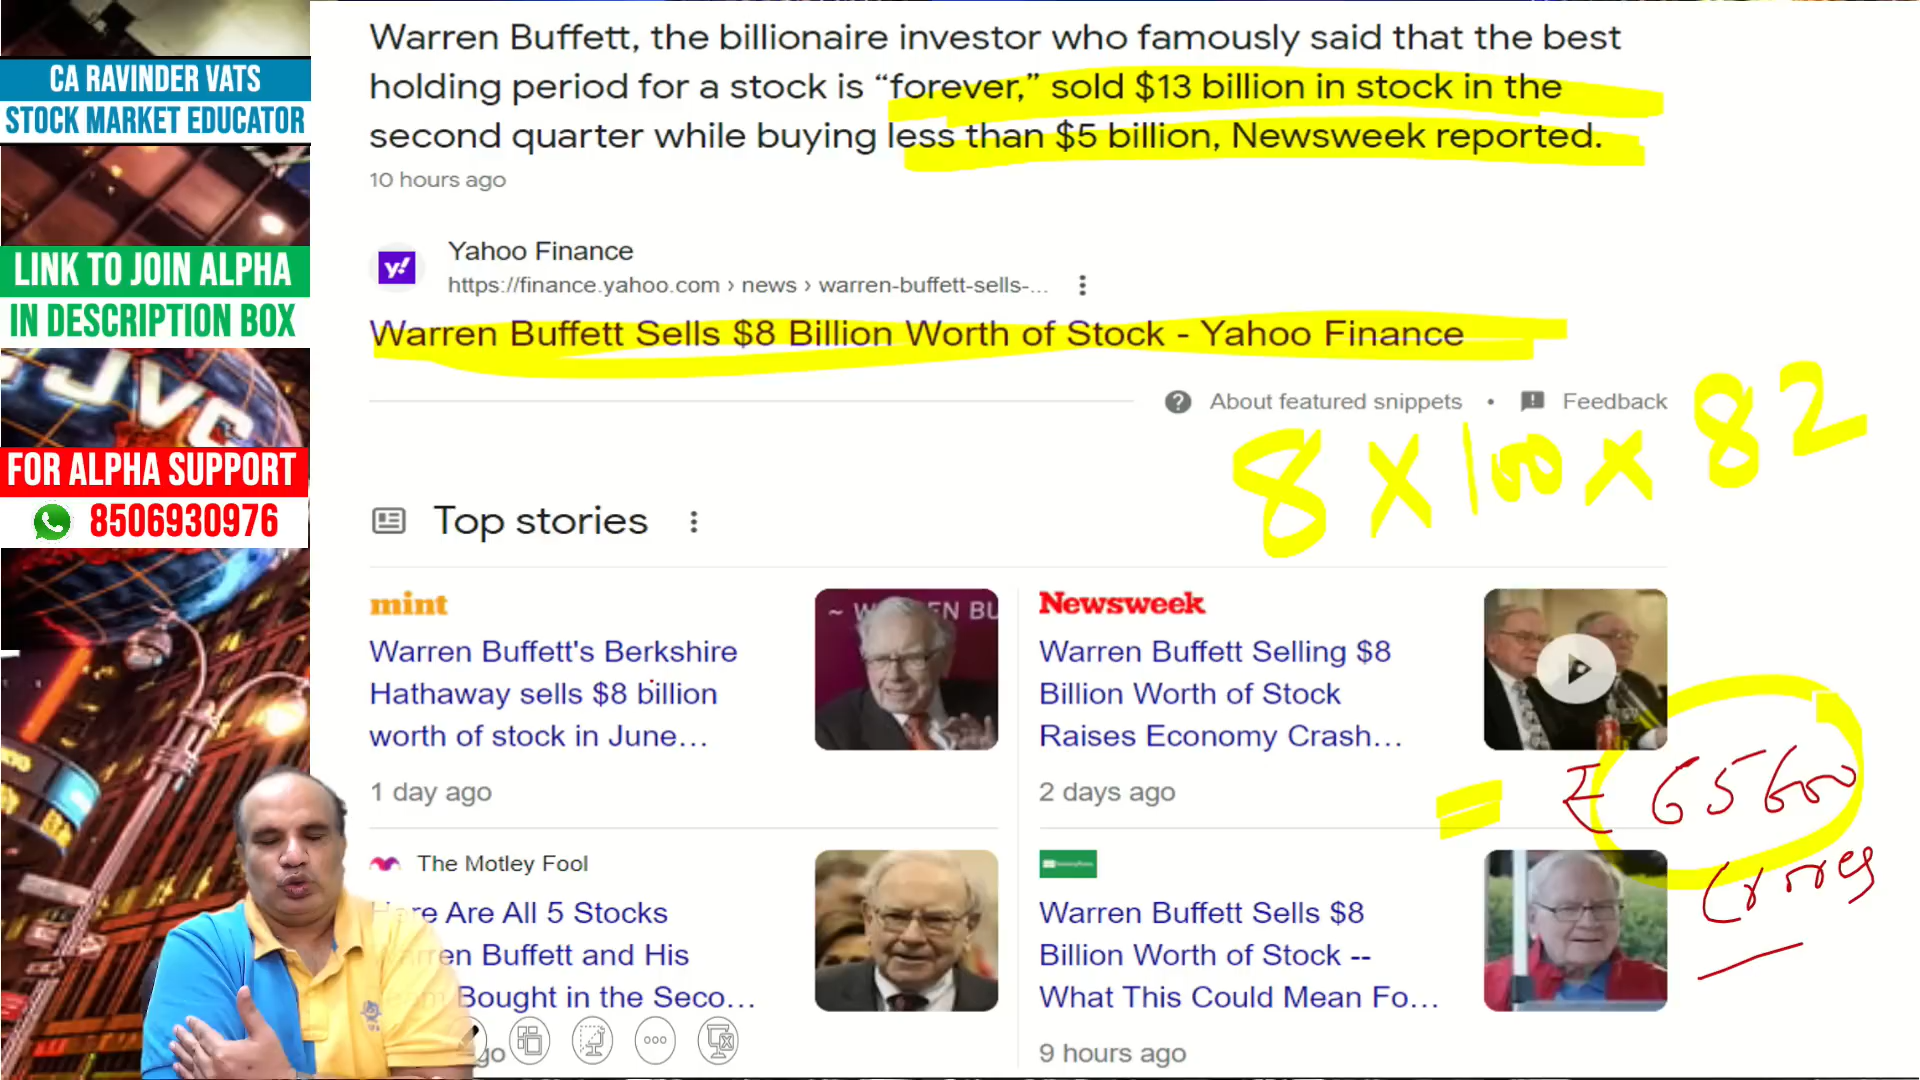 CA RAVINDER VATS
STOCK MARKET EDUCATOR
LINK TO JOIN ALPHA
IN DESCRIPTION BOX
JVC
FOR ALPHA SUPPORT
8506930976
Warren Buffett, the billionaire investor who famously said that the best
holding period for a stock is “forever,” sold $13 billion in stock in the
second quarter while buying less than $5 billion, Newsweek reported.
10 hours ago
y!
Yahoo Finance
https://finance.yahoo.com › news › warren-buffett-sells-...
Warren Buffett Sells $8 Billion Worth of Stock - Yahoo Finance
About featured snippets • Feedback
8 X 100 X 82
Top stories
mint
Warren Buffett's Berkshire
Hathaway sells $8 billion
worth of stock in June...
1 day ago
Newsweek
Warren Buffett Selling $8
Billion Worth of Stock
Raises Economy Crash...
2 days ago
= ₹ 65600
Crores
The Motley Fool
Here Are All 5 Stocks
Buffett and His
Bought in the Seco...
go
Warren Buffett Sells $8
Billion Worth of Stock --
What This Could Mean Fo...
9 hours ago